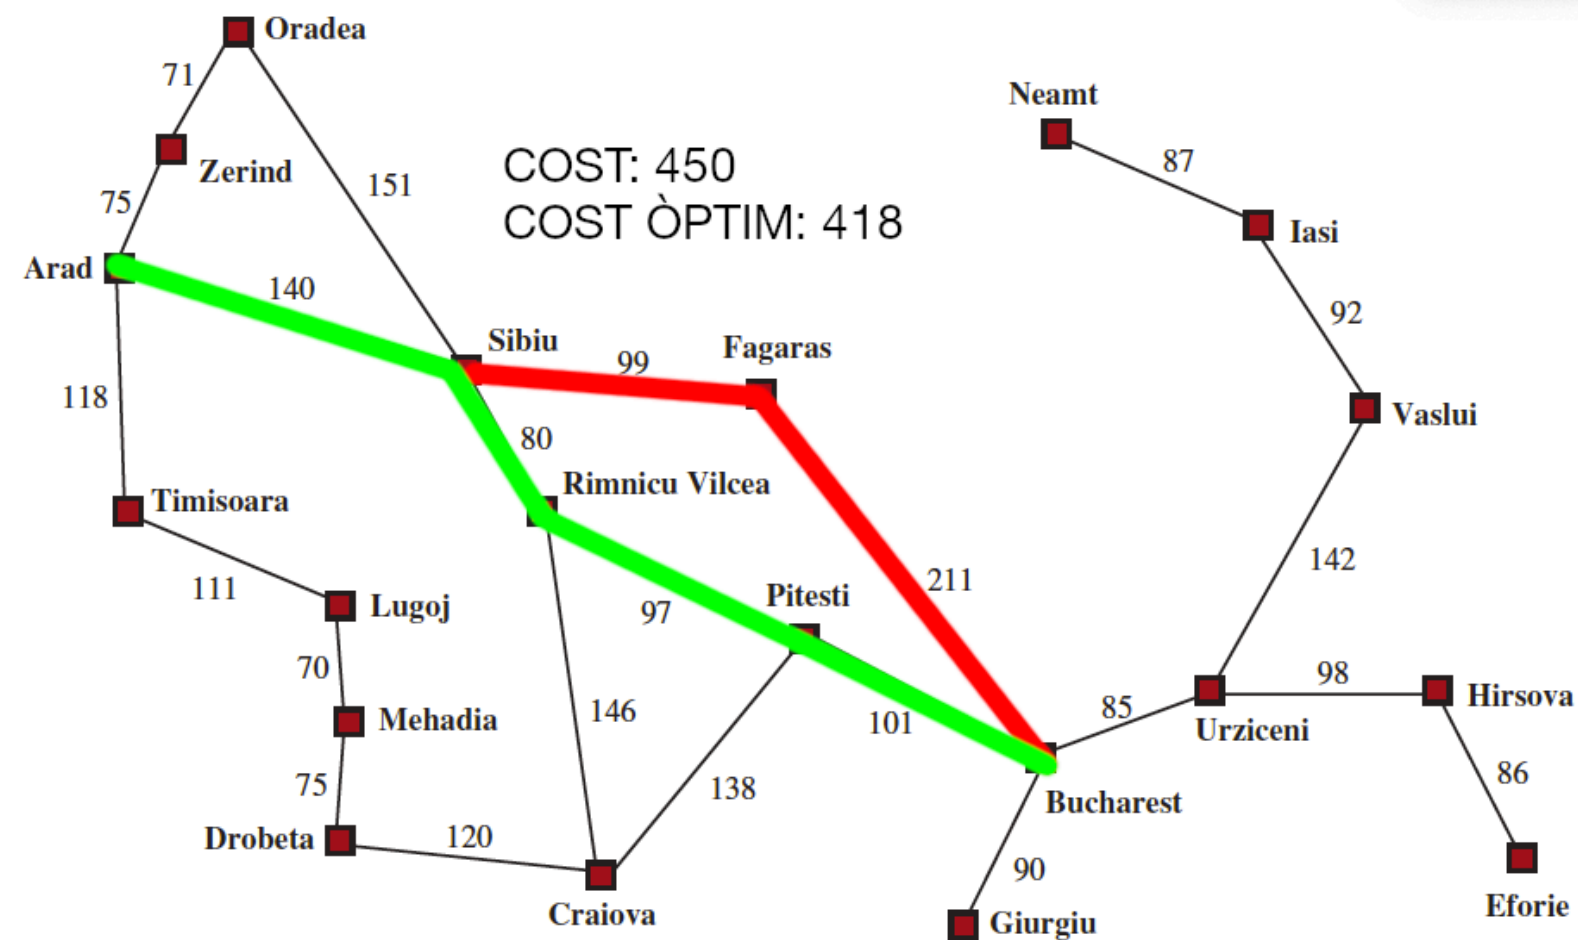 Oradea
71
Neamt
87
Zerind
151
COST: 450
COST ÒPTIM: 418
75
Iasi
Arad
140
92
Sibiu
99
Fagaras
118
80
Vaslui
Rimnicu Vilcea
Timisoara
142
211
111
Lugoj
97
Pitesti
70
98
Hirsova
146
85
Mehadia
101
Urziceni
75
138
86
Bucharest
Drobeta
120
90
Craiova
Giurgiu
Eforie